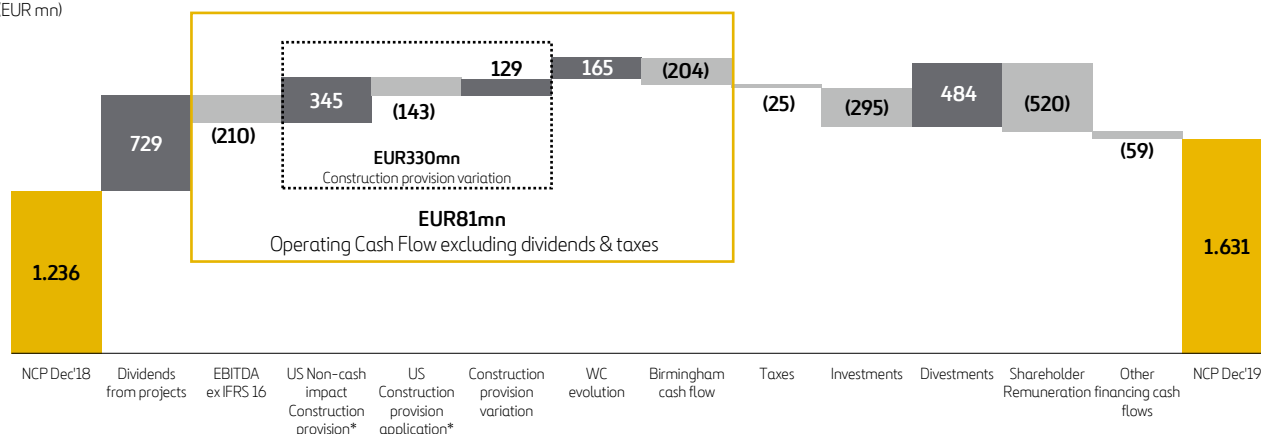 (EUR mn)
129
165
(204)
345
(143)
(25)
(295)
484
(520)
729
(210)
(59)
EUR330mn
Construction provision variation
EUR81mn
Operating Cash Flow excluding dividends & taxes
1.236
1.631
NCP Dec'18
Dividends
from projects
EBITDA
ex IFRS 16
US Non-cash
impact
Construction
provision*
US
Construction
provision
application*
Construction
provision
variation
WC
evolution
Birmingham
cash flow
Taxes
Investments
Divestments
Shareholder
Remuneration
Other
financing cash
flows
NCP Dec'19